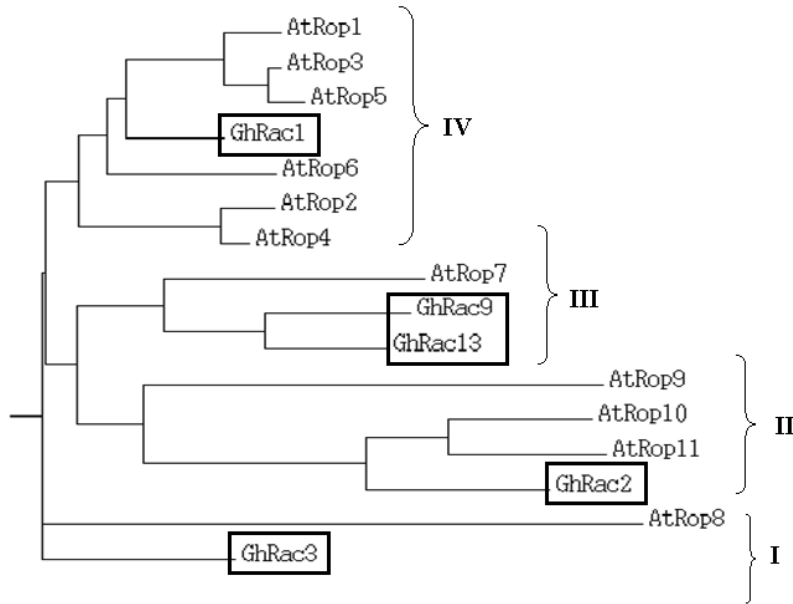 AtRop1
AtRop3
AtRop5
GhRac1
IV
AtRop6
AtRop2
AtRop4
AtRop7
GhRac9
III
GhRac13
AtRop9
AtRop10
II
AtRop11
GhRac2
AtRop8
GhRac3
I